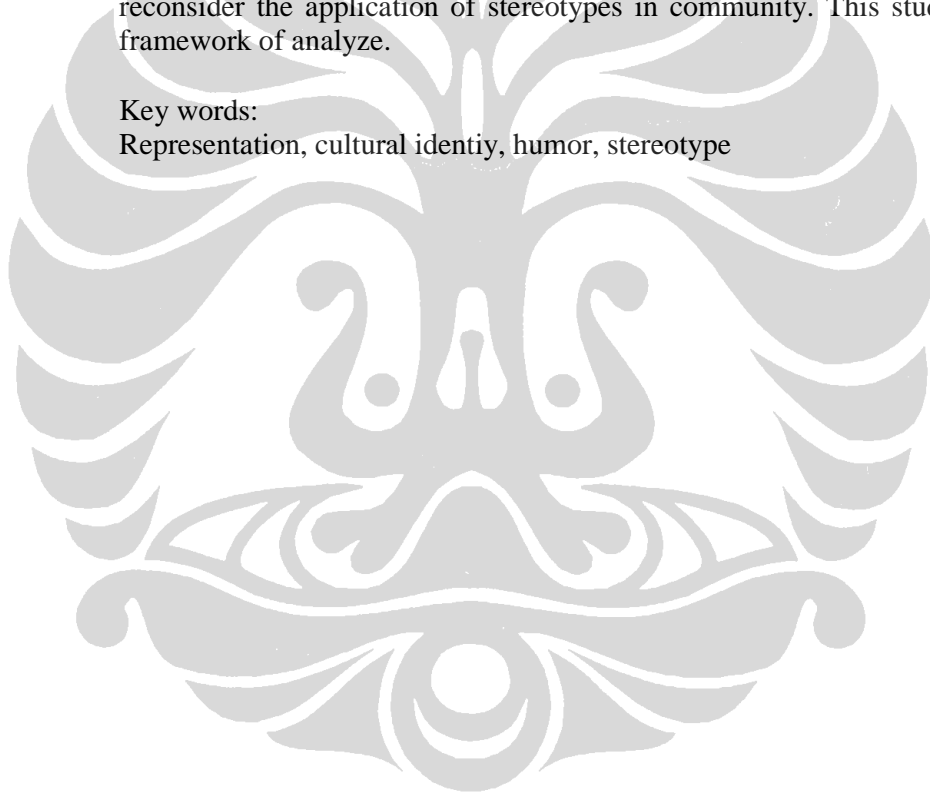 reconsider the application of stereotypes in community. This stud
framework of analyze.
Key words:
Representation, cultural identiy, humor, stereotype